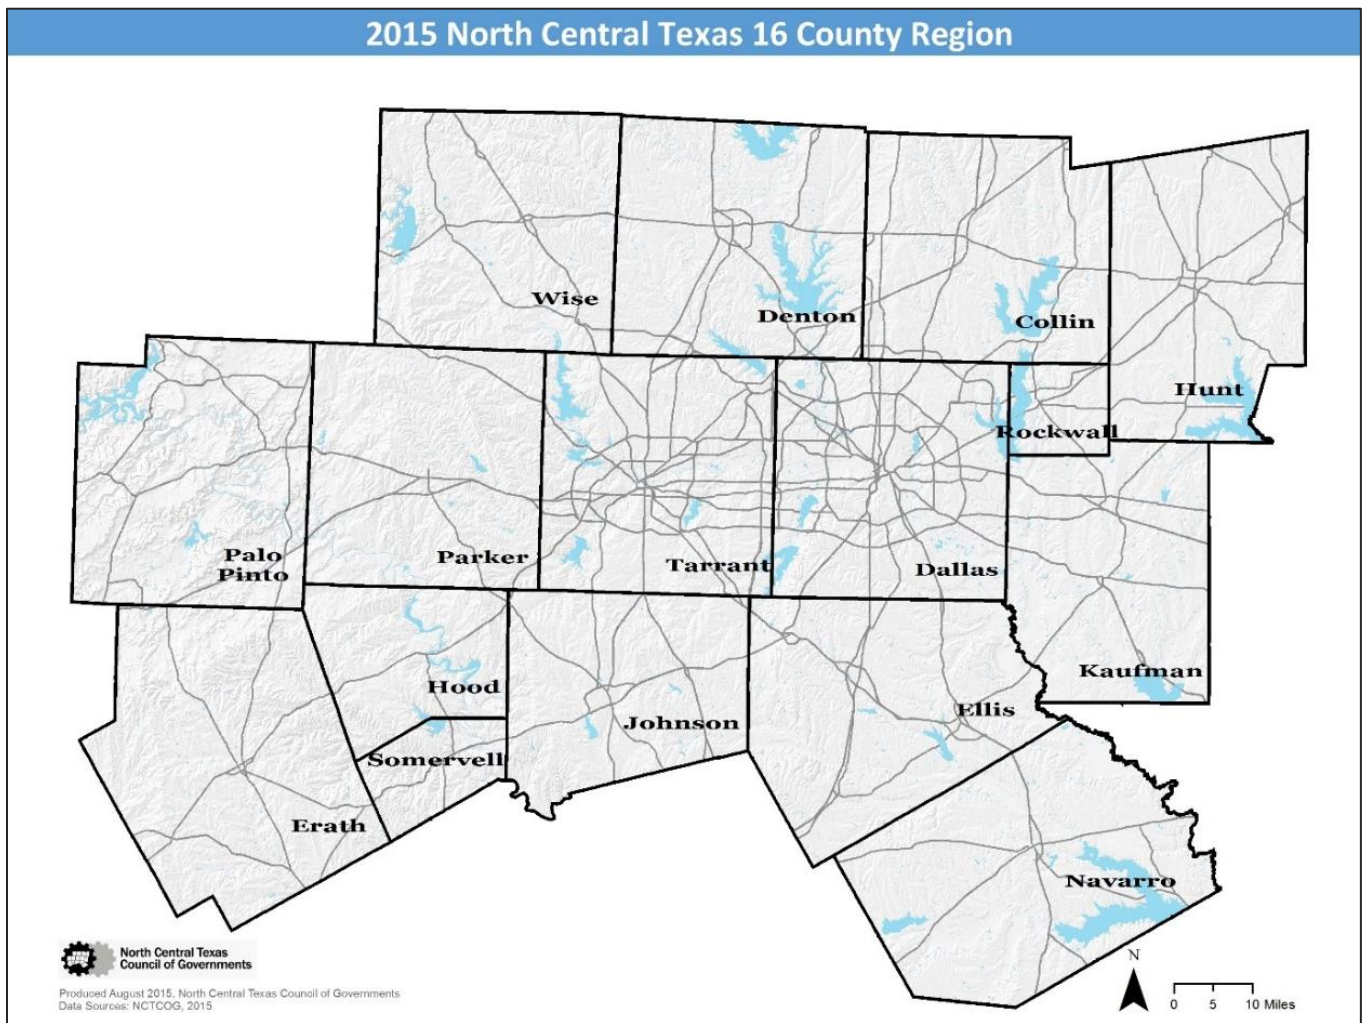 2015 North Central Texas 16 County Region
Wise
Denton
Collin
Hunt
Rockwall
Palo
Pinto
Parker
Tarrant
Dallas
Kaufman
Hood
Johnson
Ellis
Somervell
Erath
Navarro
North Central Texas
Council of Governments
Produced August 2015, North Central Texas Council of Governments
Data Sources: NCTCOG, 2015
N
0 5 10 Miles